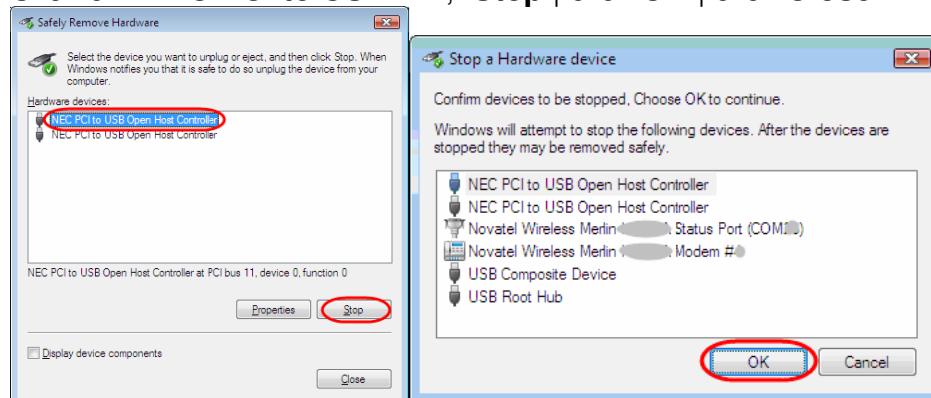 Safely Remove Hardware
Select the device you want to unplug or eject, and then click Stop. When
Windows notifies you that it is safe to do so unplug the device from your
computer.
Hardware devices:
NEC PCI to USB Open Host Controller
NEC PCI to USB Open Host Controller
NEC PCI to USB Open Host Controller at PCI bus 11, device 0, function 0
Properties
Stop
Display device components
Close
Stop a Hardware device
Confirm devices to be stopped, Choose OK to continue.
Windows will attempt to stop the following devices. After the devices are
stopped they may be removed safely.
NEC PCI to USB Open Host Controller
NEC PCI to USB Open Host Controller
Novatel Wireless Merlin Status Port
Novatel Wireless Merlin Modem #
USB Composite Device
USB Root Hub
OK
Cancel